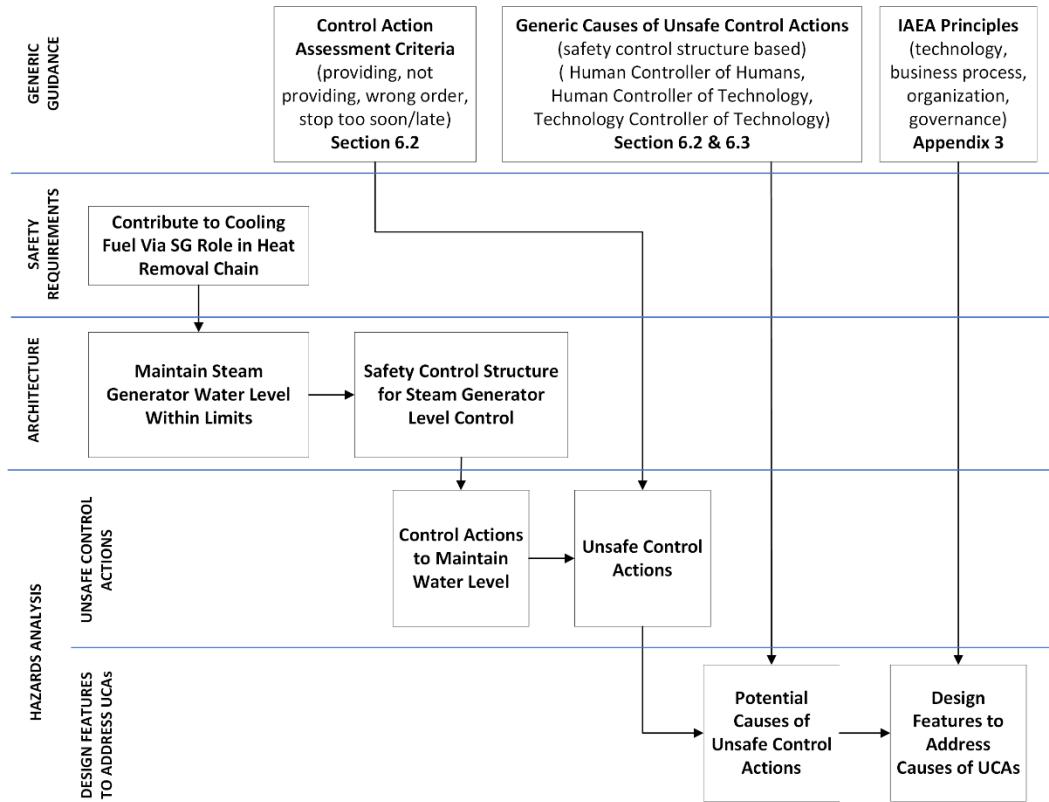 GENERIC
GUIDANCE
Control Action
Assessment Criteria
(providing, not
providing, wrong order,
stop too soon/late)
Section 6.2
Generic Causes of Unsafe Control Actions
(safety control structure based)
( Human Controller of Humans,
Human Controller of Technology,
Technology Controller of Technology)
Section 6.2 & 6.3
IAEA Principles
(technology,
business process,
organization,
governance)
Appendix 3
SAFETY
REQUIREMENTS
Contribute to Cooling
Fuel Via SG Role in Heat
Removal Chain
ARCHITECTURE
Maintain Steam
Generator Water Level
Within Limits
Safety Control Structure
for Steam Generator
Level Control
HAZARDS ANALYSIS
UNSAFE CONTROL
ACTIONS
Control Actions
to Maintain
Water Level
Unsafe Control
Actions
DESIGN FEATURES
TO ADDRESS UCAs
Potential
Causes of
Unsafe Control
Actions
Design
Features to
Address
Causes of UCAs